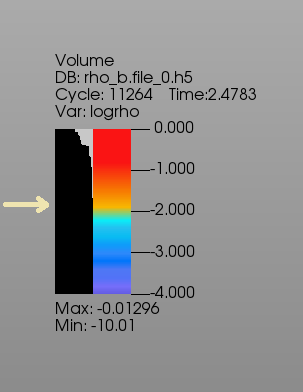 Volume
DB: rho_b.file_0.h5
Cycle: 11264 Time:2.4783
Var: logrho
0.000
-1.000
-2.000
-3.000
-4.000
Max: -0.01296
Min: -10.01